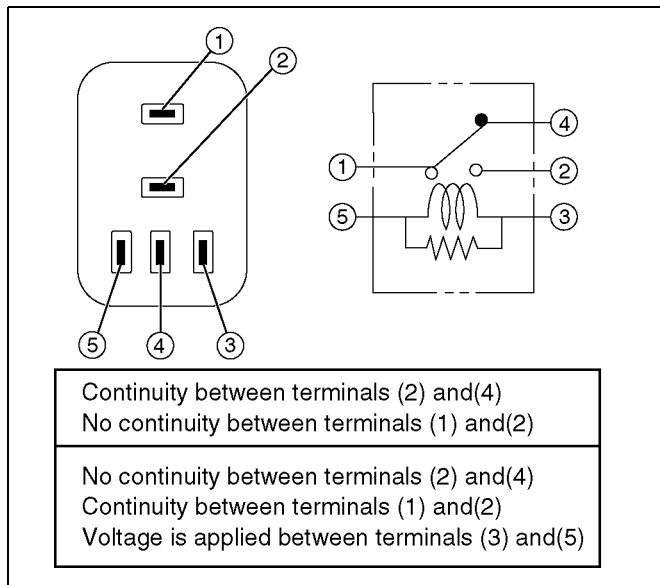 ①
②
④
①
②
⑤
③
⑤
④
③
Continuity between terminals (2) and(4)
No continuity between terminals (1) and(2)
No continuity between terminals (2) and(4)
Continuity between terminals (1) and(2)
Voltage is applied between terminals (3) and(5)